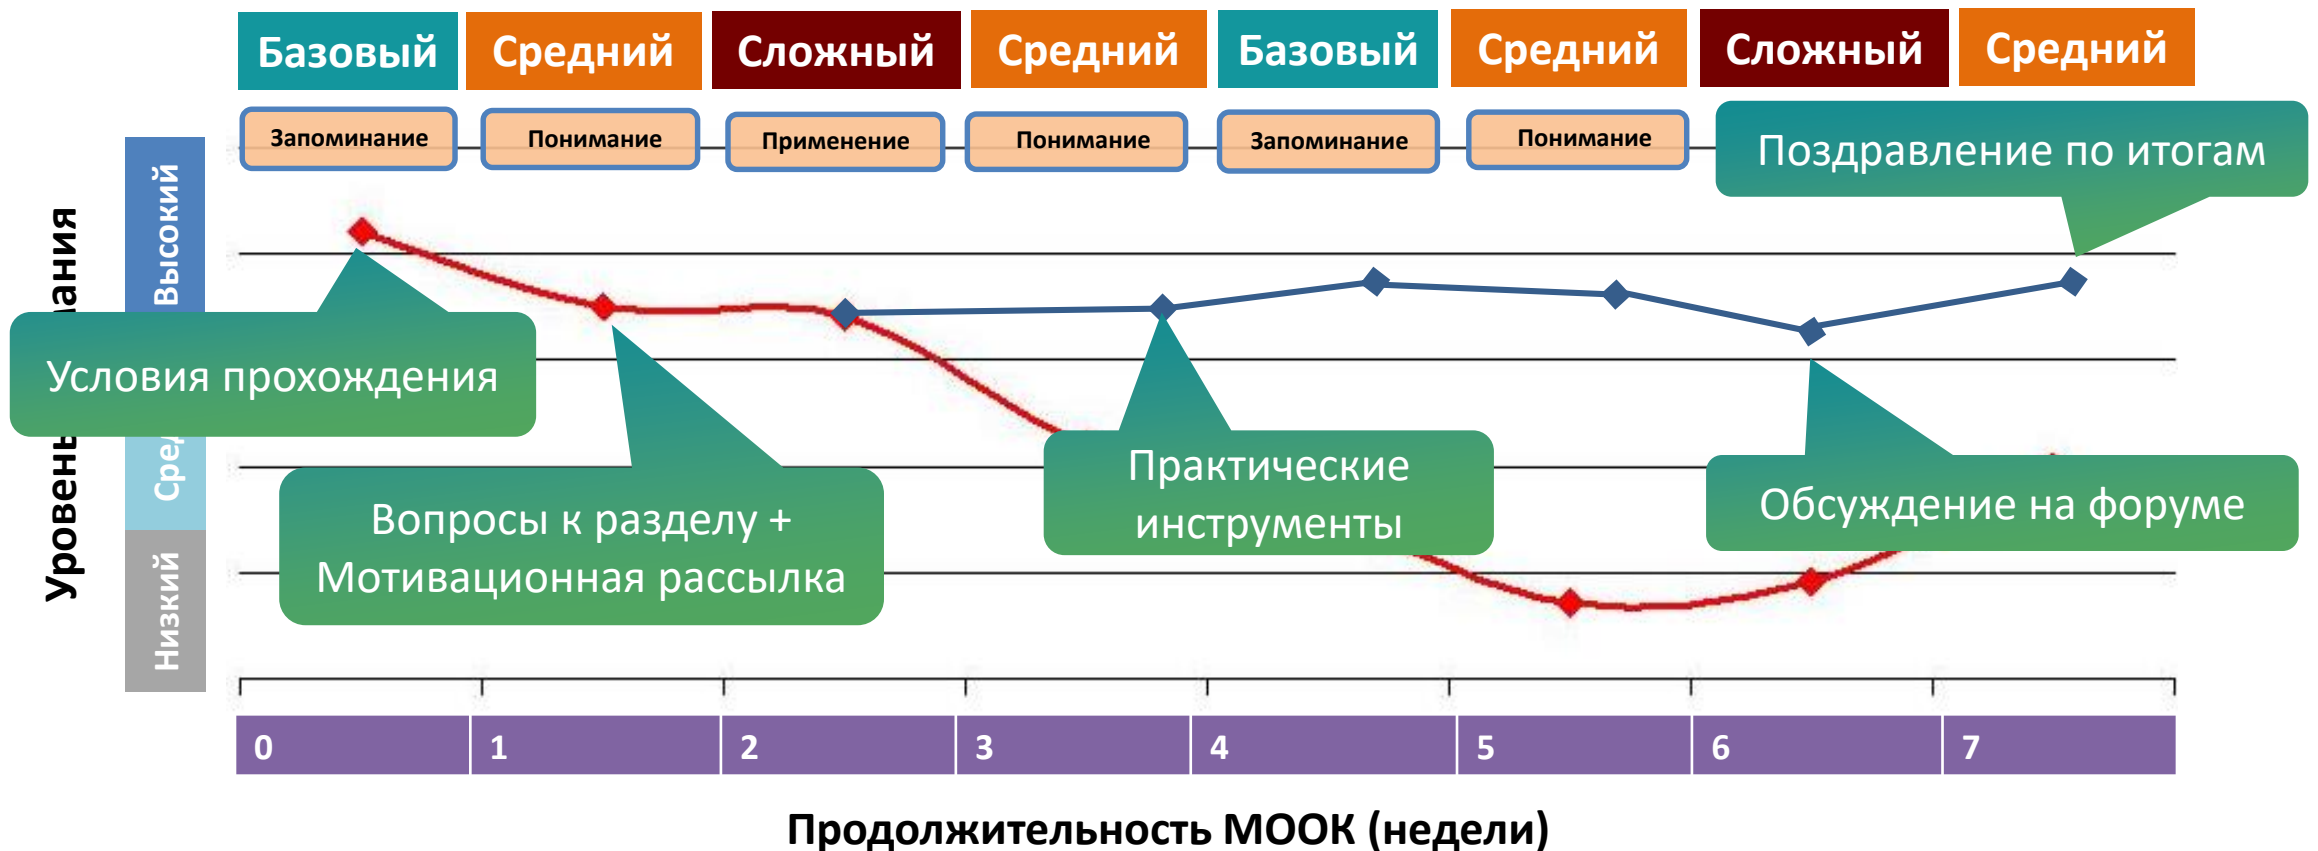 Базовый Средний Сложный Средний Базовый Средний Сложный Средний
Запоминание Понимание Применение Понимание Запоминание Понимание
Поздравление по итогам
Высокий
Низкий
Уровень
Условия прохождения
Вопросы к разделу +
Мотивационная рассылка
Практические
инструменты
Обсуждение на форуме
0 1 2 3 4 5 6 7
Продолжительность МООК (недели)